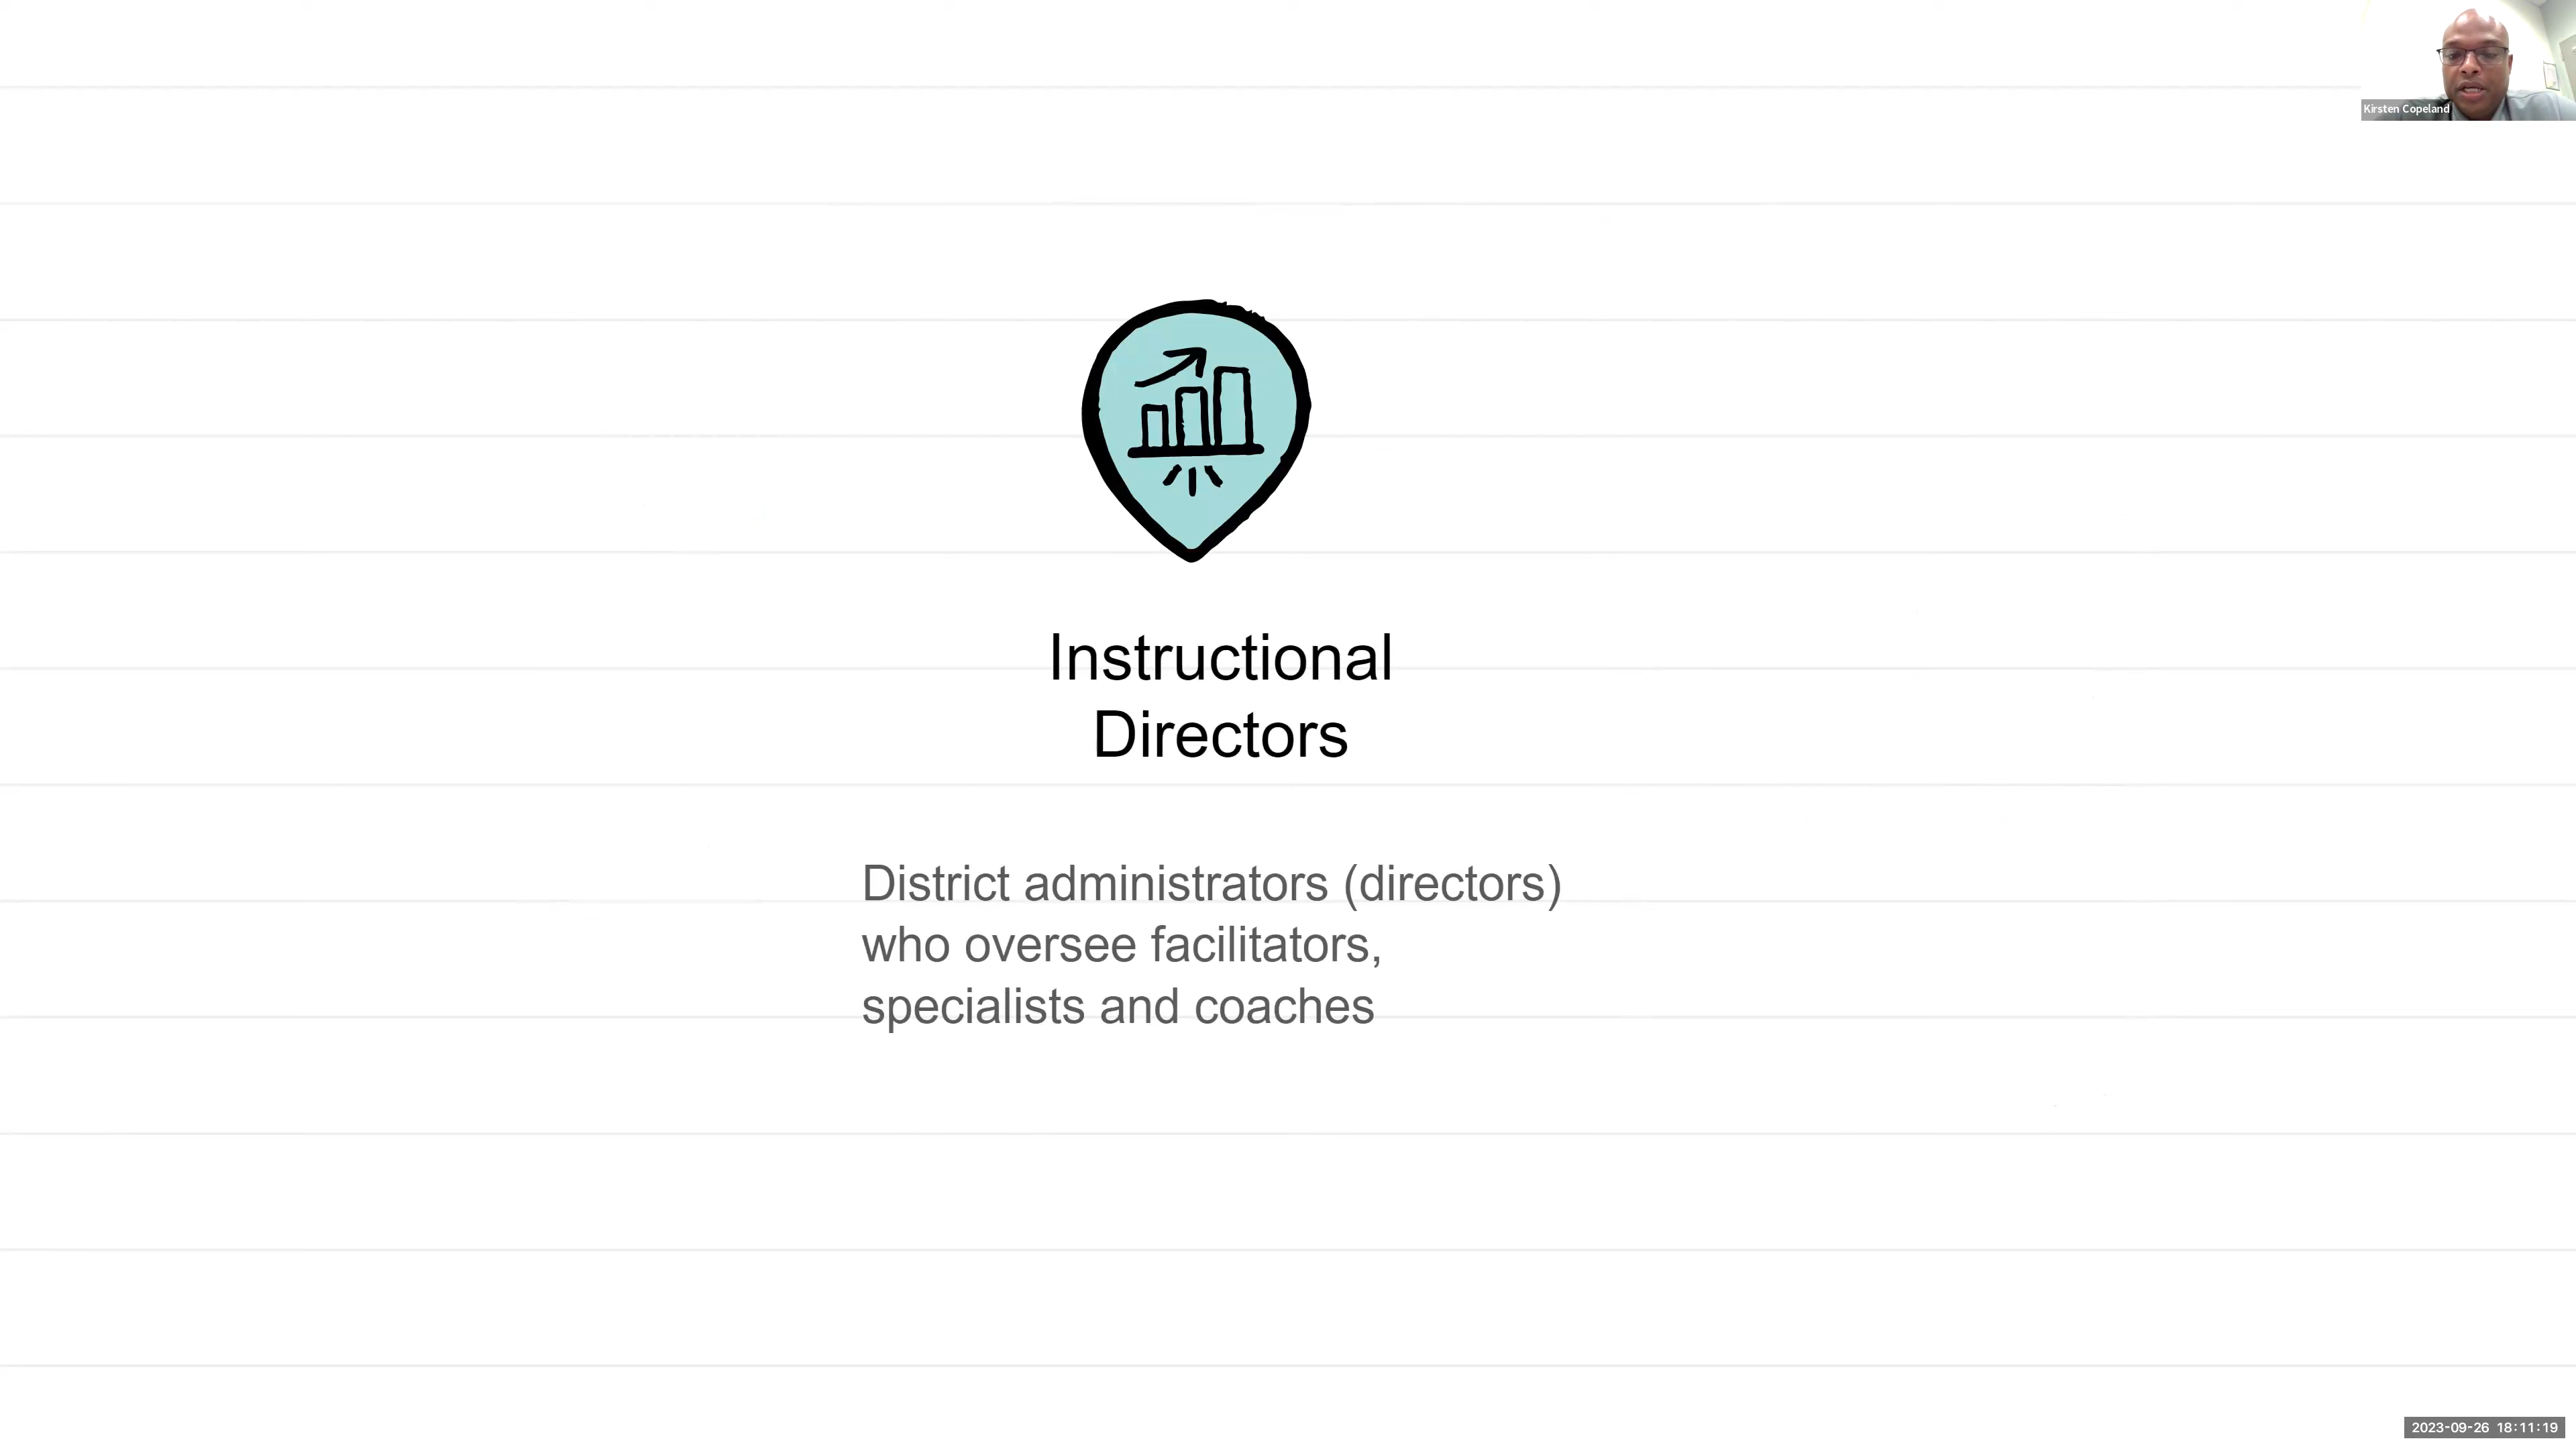 Kirsten Copeland
Instructional
Directors
District administrators (directors)
who oversee facilitators,
specialists and coaches
2023-09-26 18:11:19